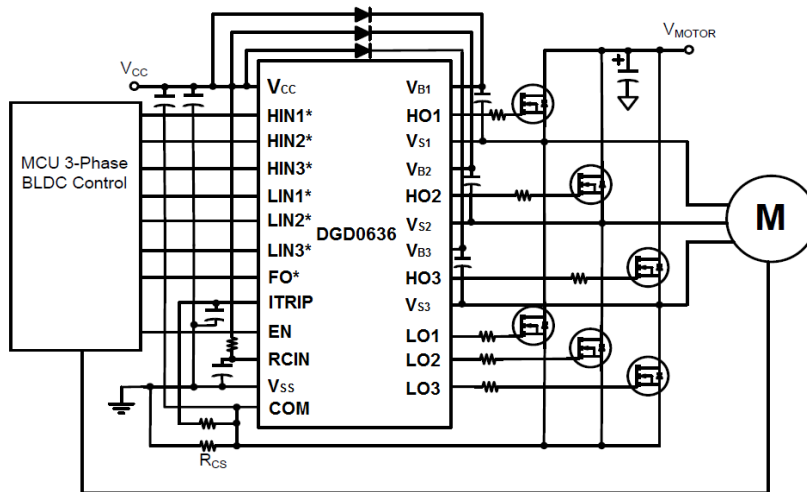 VMOTOR
VCC
MCU 3-Phase
BLDC Control
VCC
HIN1*
HIN2*
HIN3*
LIN1*
LIN2*
LIN3*
FO*
ITRIP
EN
RCIN
VSS
COM
DGD0636
VB1
HO1
VS1
VB2
HO2
VS2
VB3
HO3
VS3
LO1
LO2
LO3
RCS
+
M